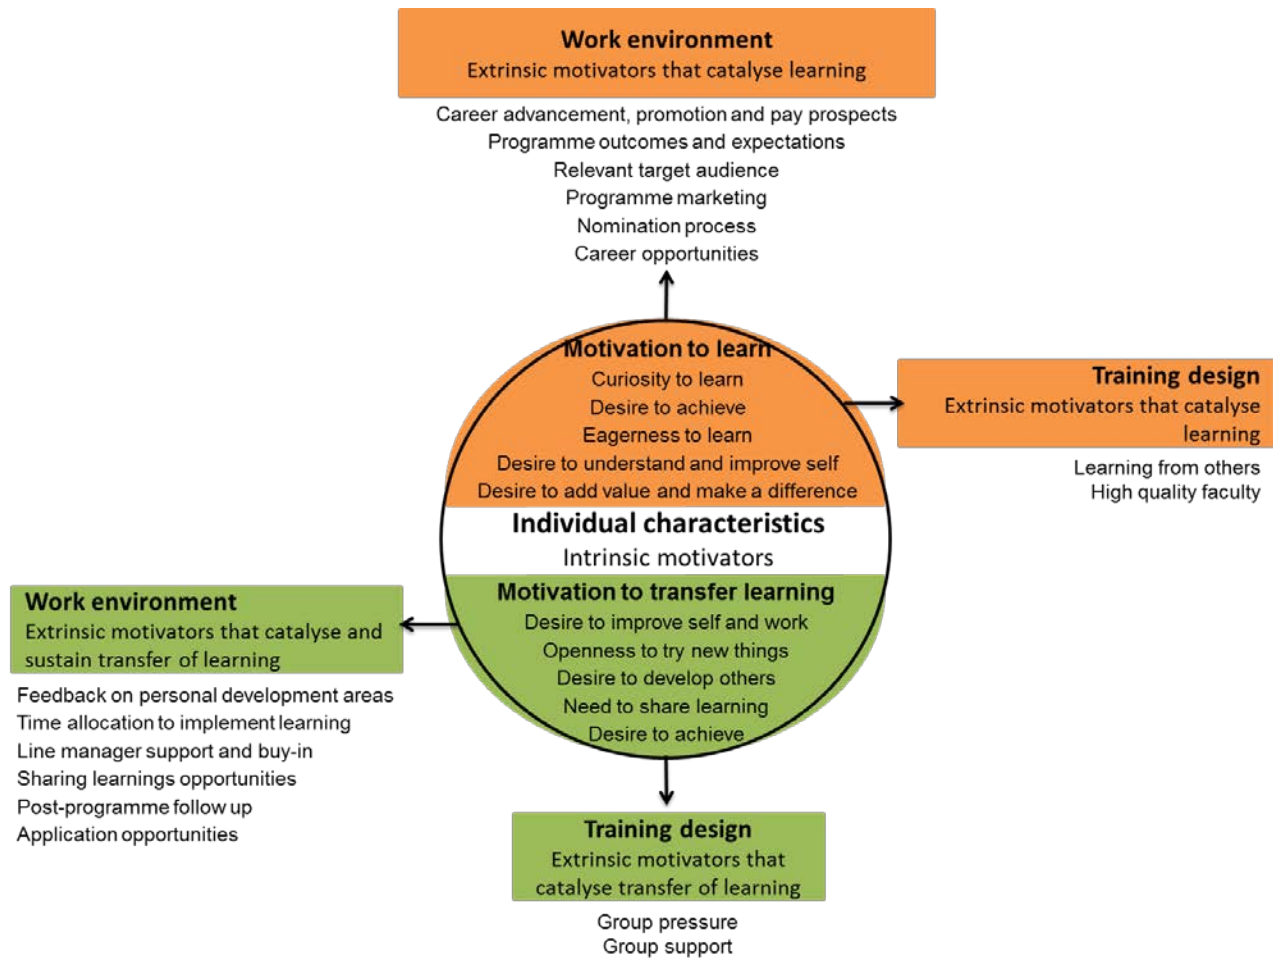 Work environment
Extrinsic motivators that catalyse learning
Career advancement, promotion and pay prospects
Programme outcomes and expectations
Relevant target audience
Programme marketing
Nomination process
Career opportunities
Motivation to learn
Curiosity to learn
Desire to achieve
Eagerness to learn
Desire to understand and improve self
Desire to add value and make a difference
Training design
Extrinsic motivators that catalyse
learning
Learning from others
High quality faculty
Individual characteristics
Intrinsic motivators
Motivation to transfer learning
Desire to improve self and work
Openness to try new things
Desire to develop others
Need to share learning
Desire to achieve
Work environment
Extrinsic motivators that catalyse and
sustain transfer of learning
Feedback on personal development areas
Time allocation to implement learning
Line manager support and buy-in
Sharing learnings opportunities
Post-programme follow up
Application opportunities
Training design
Extrinsic motivators that
catalyse transfer of learning
Group pressure
Group support